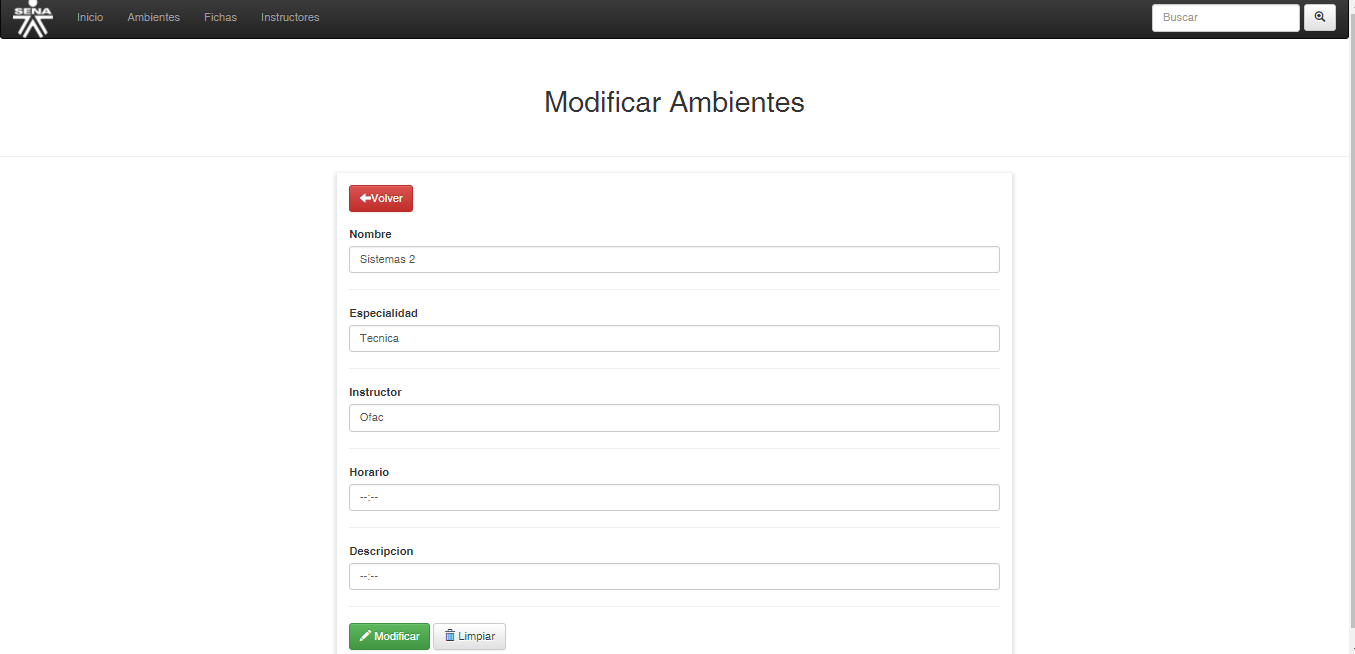 SENA
Inicio Ambientes Fichas Instructores Buscar
Modificar Ambientes
Volver
Nombre
Sistemas 2
Especialidad
Tecnica
Instructor
Ofac
Horario
--:--
Descripcion
--:--
Modificar Limpiar